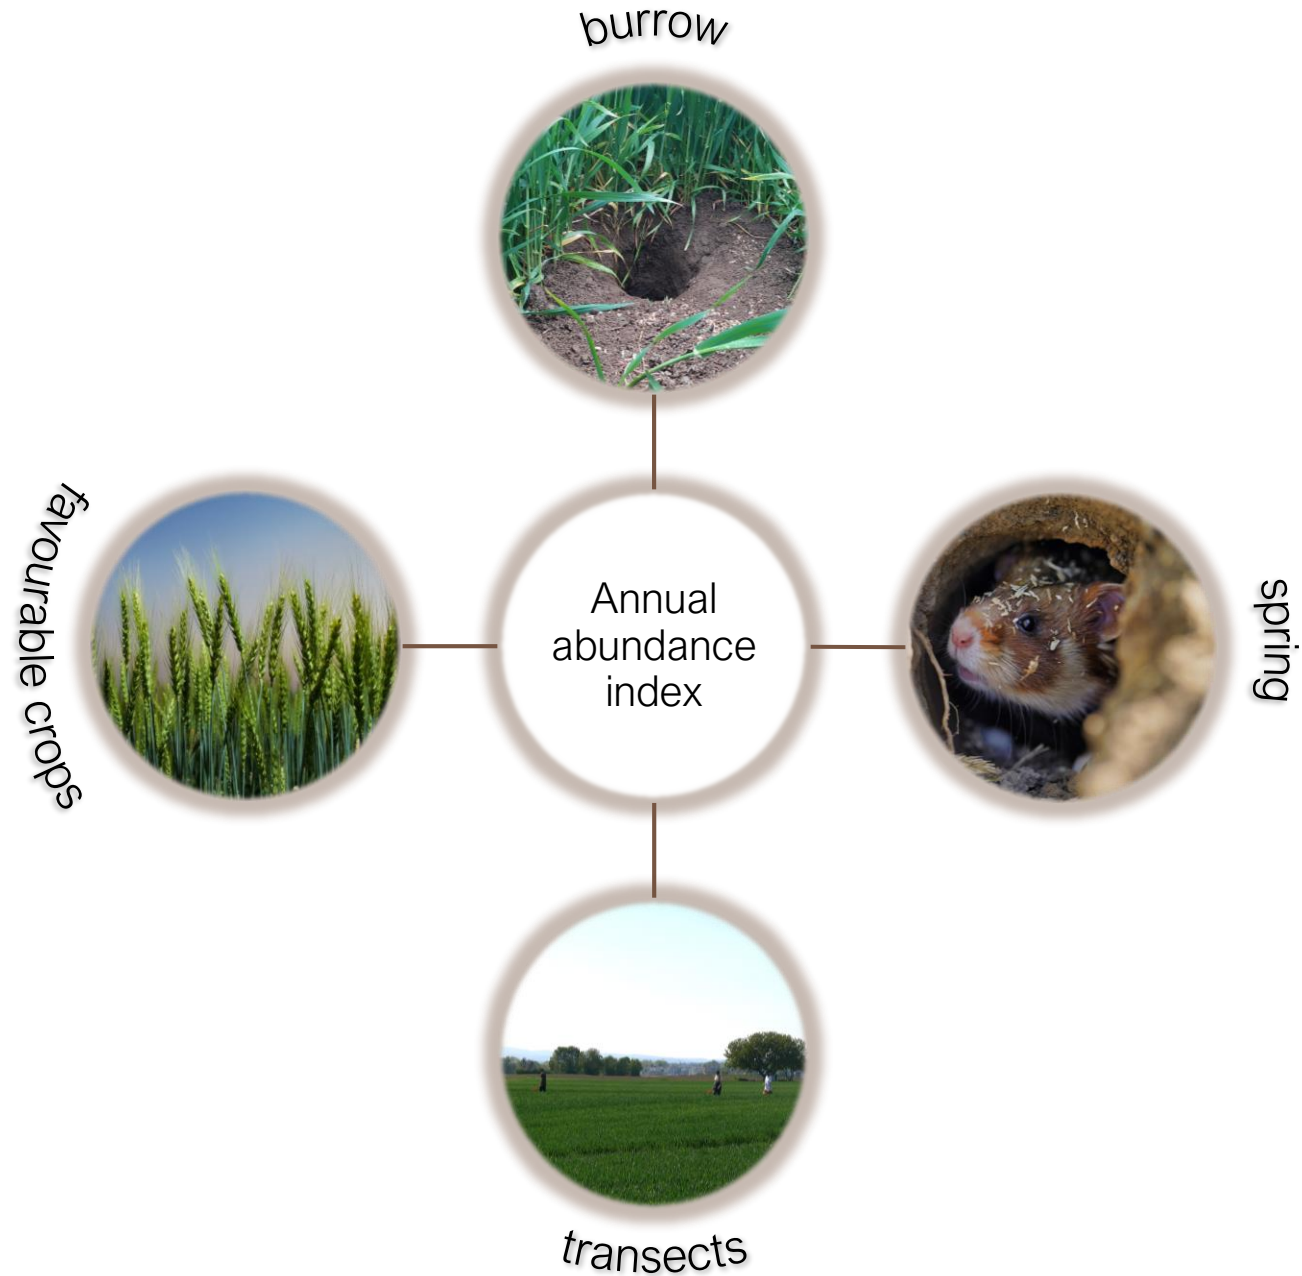 burrow
favourable crops
Annual
abundance
index
spring
transects